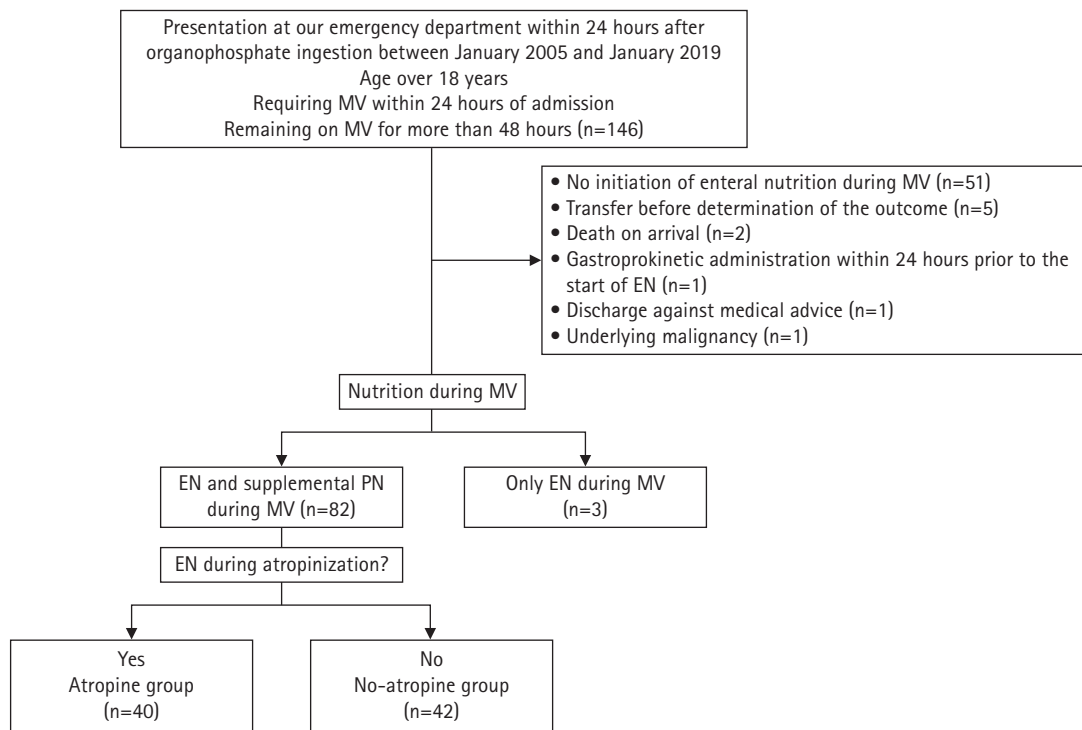 Presentation at our emergency department within 24 hours after
organophosphate ingestion between January 2005 and January 2019
Age over 18 years
Requiring MV within 24 hours of admission
Remaining on MV for more than 48 hours (n=146)
• No initiation of enteral nutrition during MV (n=51)
• Transfer before determination of the outcome (n=5)
• Death on arrival (n=2)
• Gastroprokinetic administration within 24 hours prior to the
start of EN (n=1)
• Discharge against medical advice (n=1)
• Underlying malignancy (n=1)
Nutrition during MV
EN and supplemental PN
during MV (n=82)
Only EN during MV
(n=3)
EN during atropinization?
Yes
Atropine group
(n=40)
No
No-atropine group
(n=42)